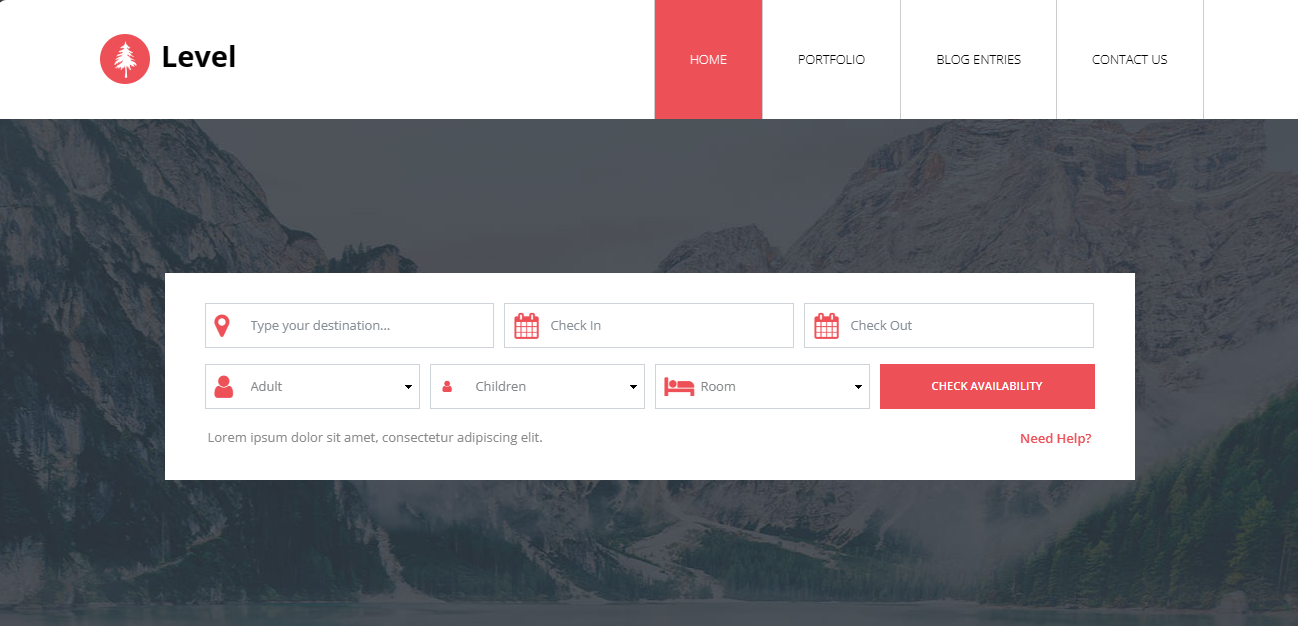 Level
HOME
PORTFOLIO
BLOG ENTRIES
CONTACT US
Type your destination...
Check In
Check Out
Adult
Children
Room
CHECK AVAILABILITY
Lorem ipsum dolor sit amet, consectetur adipiscing elit.
Need Help?